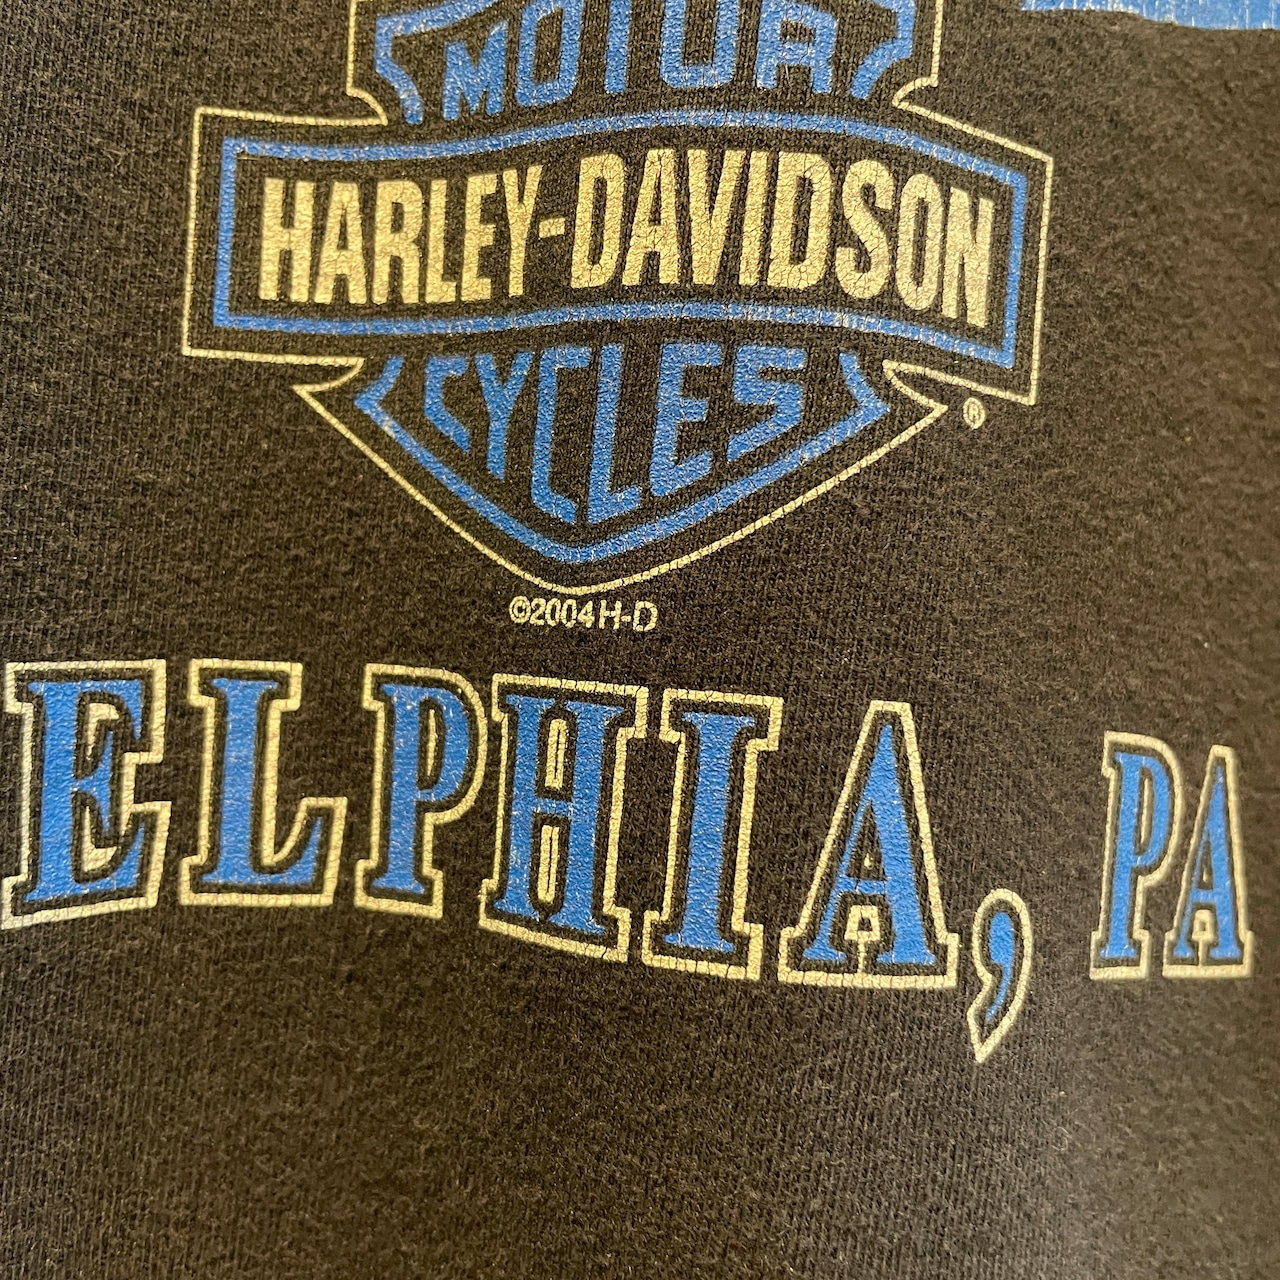 MOTOR
HARLEY-DAVIDSON
CYCLES
®
©2004 H-D
ELPHIA, PA